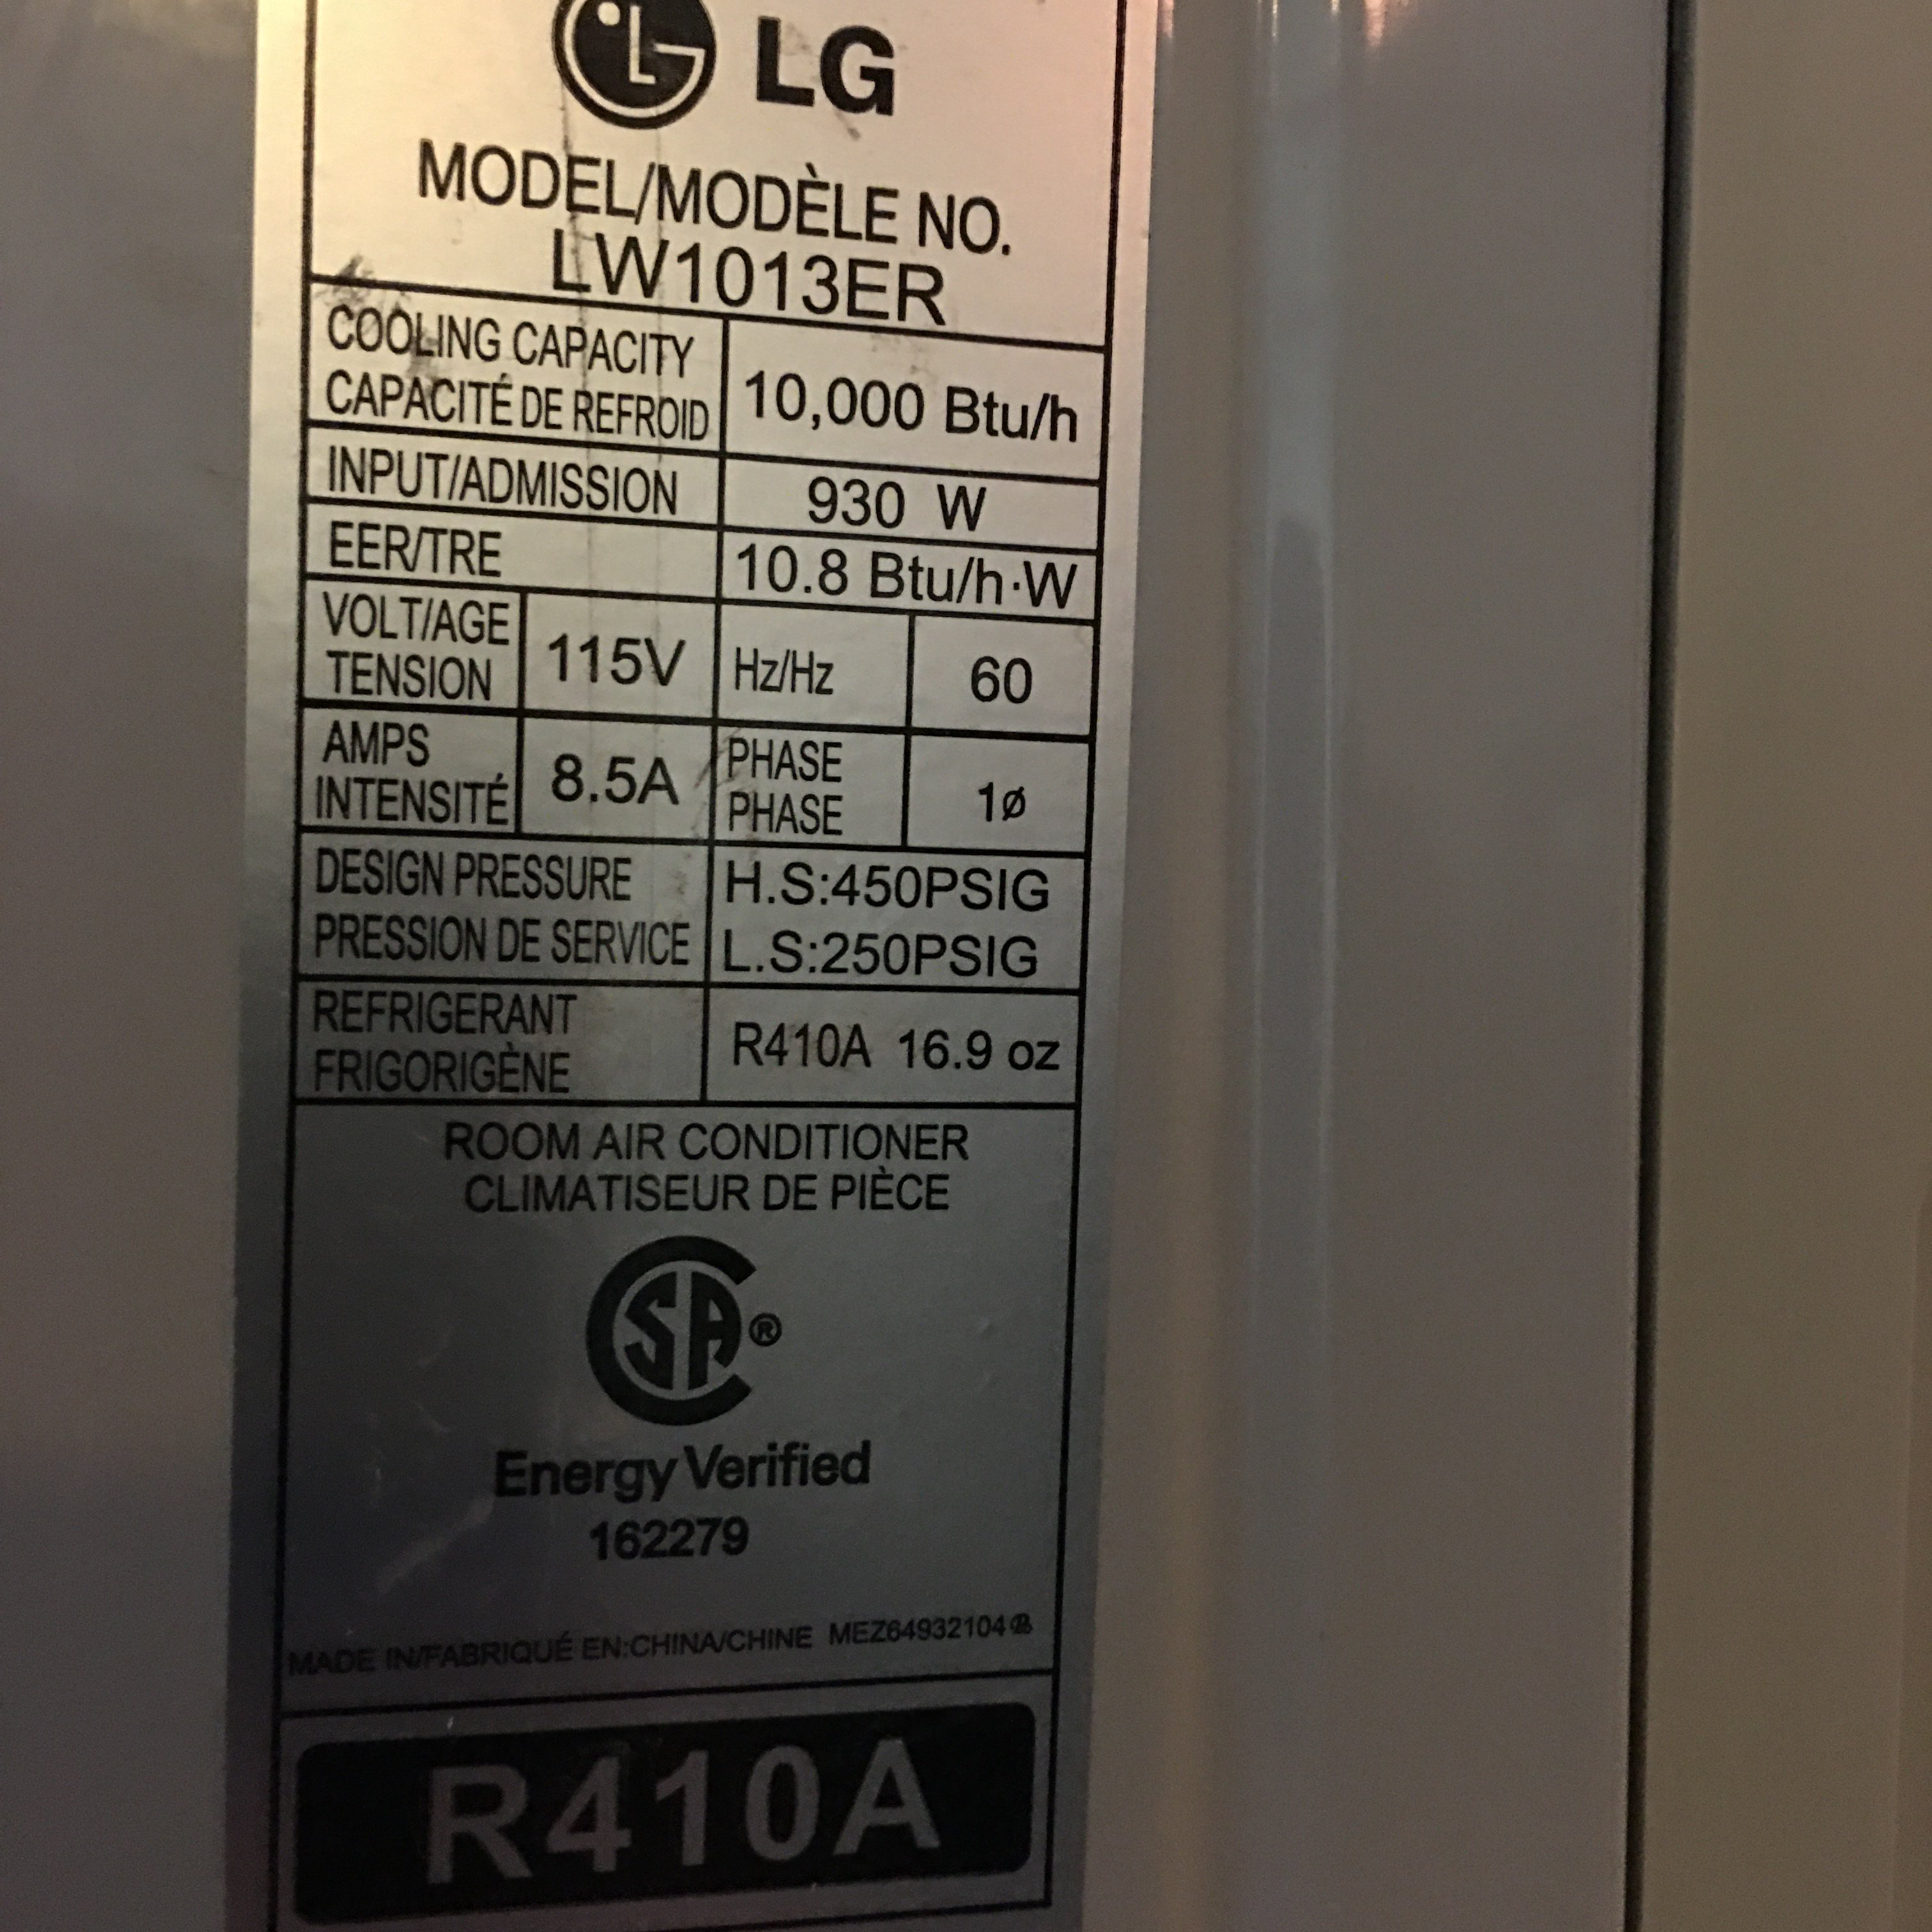 LG LG
MODEL/MODÈLE NO.
LW1013ER
COOLING CAPACITY
CAPACITÉ DE REFROID
10,000 Btu/h
INPUT/ADMISSION
930 W
EER/TRE
10.8 Btu/h·W
VOLT/AGE
TENSION
115V
Hz/Hz
60
AMPS
INTENSITÉ
8.5A
PHASE
PHASE
1ø
DESIGN PRESSURE
PRESSION DE SERVICE
H.S:450PSIG
L.S:250PSIG
REFRIGERANT
FRIGORIGÈNE
R410A 16.9 oz
ROOM AIR CONDITIONER
CLIMATISEUR DE PIÈCE
CSA®
Energy Verified
162279
MADE IN/FABRIQUÉ EN:CHINA/CHINE MEZ64932104
R410A